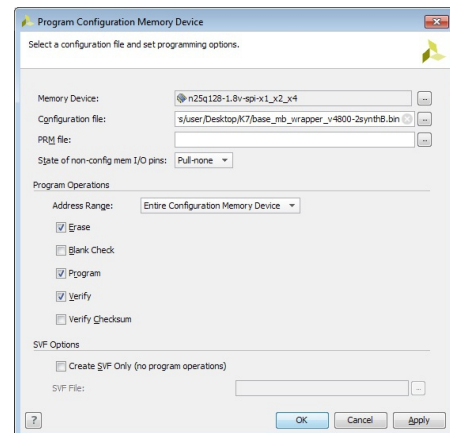 Program Configuration Memory Device
Select a configuration file and set programming options.
Memory Device: n25q128-1.8v-spi-x1_x2_x4 ...
Configuration file: s/user/Desktop/K7/base_mb_wrapper_v4800-2synthB.bin ...
PRM file: ...
State of non-config mem I/O pins: Pull-none
Program Operations
Address Range: Entire Configuration Memory Device
Erase
Blank Check
Program
Verify
Verify Checksum
SVF Options
Create SVF Only (no program operations)
SVF File: ...
? OK Cancel Apply